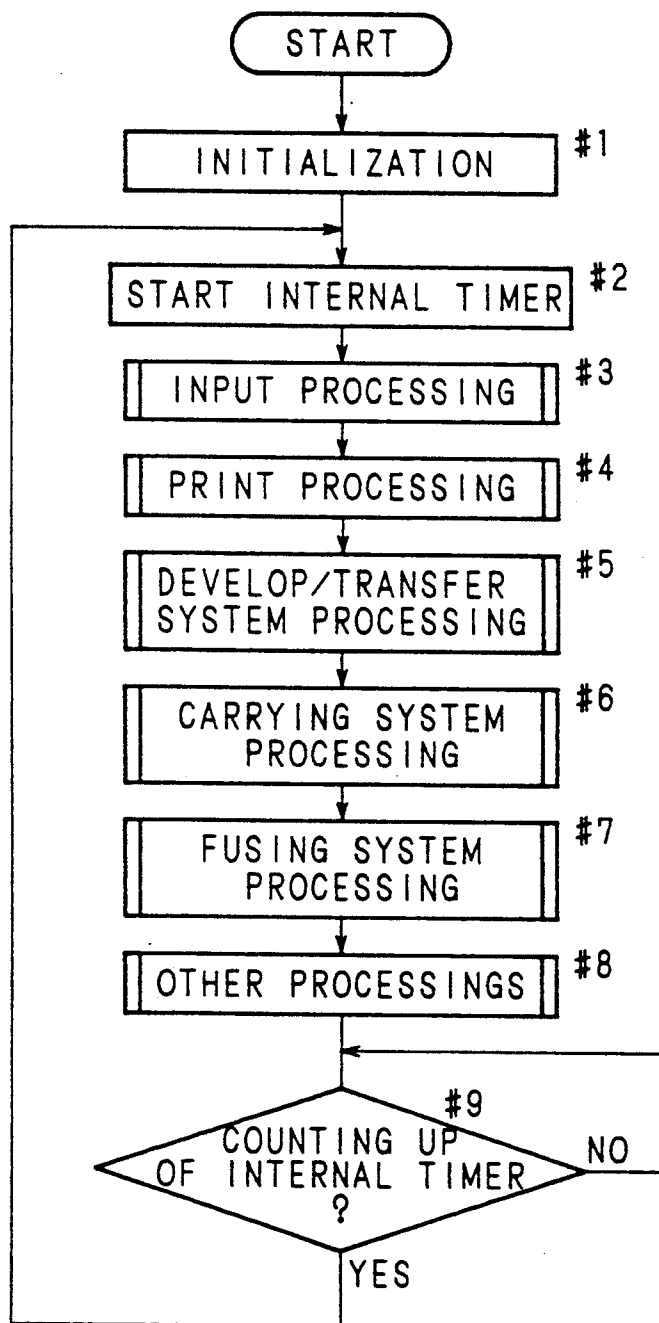 START
INITIALIZATION #1
START INTERNAL TIMER #2
INPUT PROCESSING #3
PRINT PROCESSING #4
DEVELOP/TRANSFER #5
SYSTEM PROCESSING
CARRYING SYSTEM #6
PROCESSING
FUSING SYSTEM #7
PROCESSING
OTHER PROCESSINGS #8
#9
COUNTING UP
OF INTERNAL TIMER
?
NO
YES